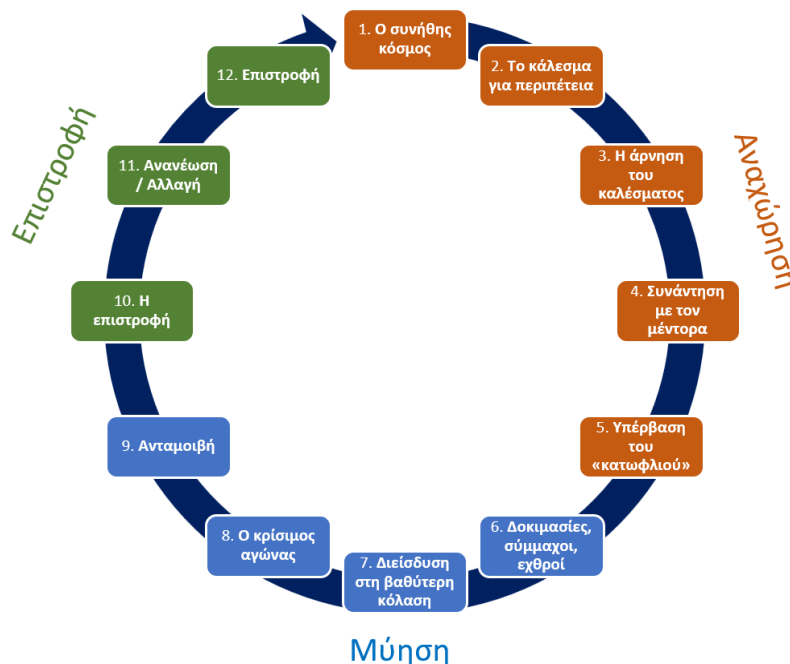 1. Ο συνήθης
κόσμος
2. Το κάλεσμα
για περιπέτεια
3. Η άρνηση
του
καλέσματος
4. Συνάντηση
με τον
μέντορα
5. Υπέρβαση
του
«κατωφλιού»
6. Δοκιμασίες,
σύμμαχοι,
εχθροί
7. Διείσδυση
στη βαθύτερη
κόλαση
8. Ο κρίσιμος
αγώνας
9. Ανταμοιβή
10. Η
επιστροφή
11. Ανανέωση
/ Αλλαγή
12. Επιστροφή
Αναχώρηση
Μύηση
Επιστροφή